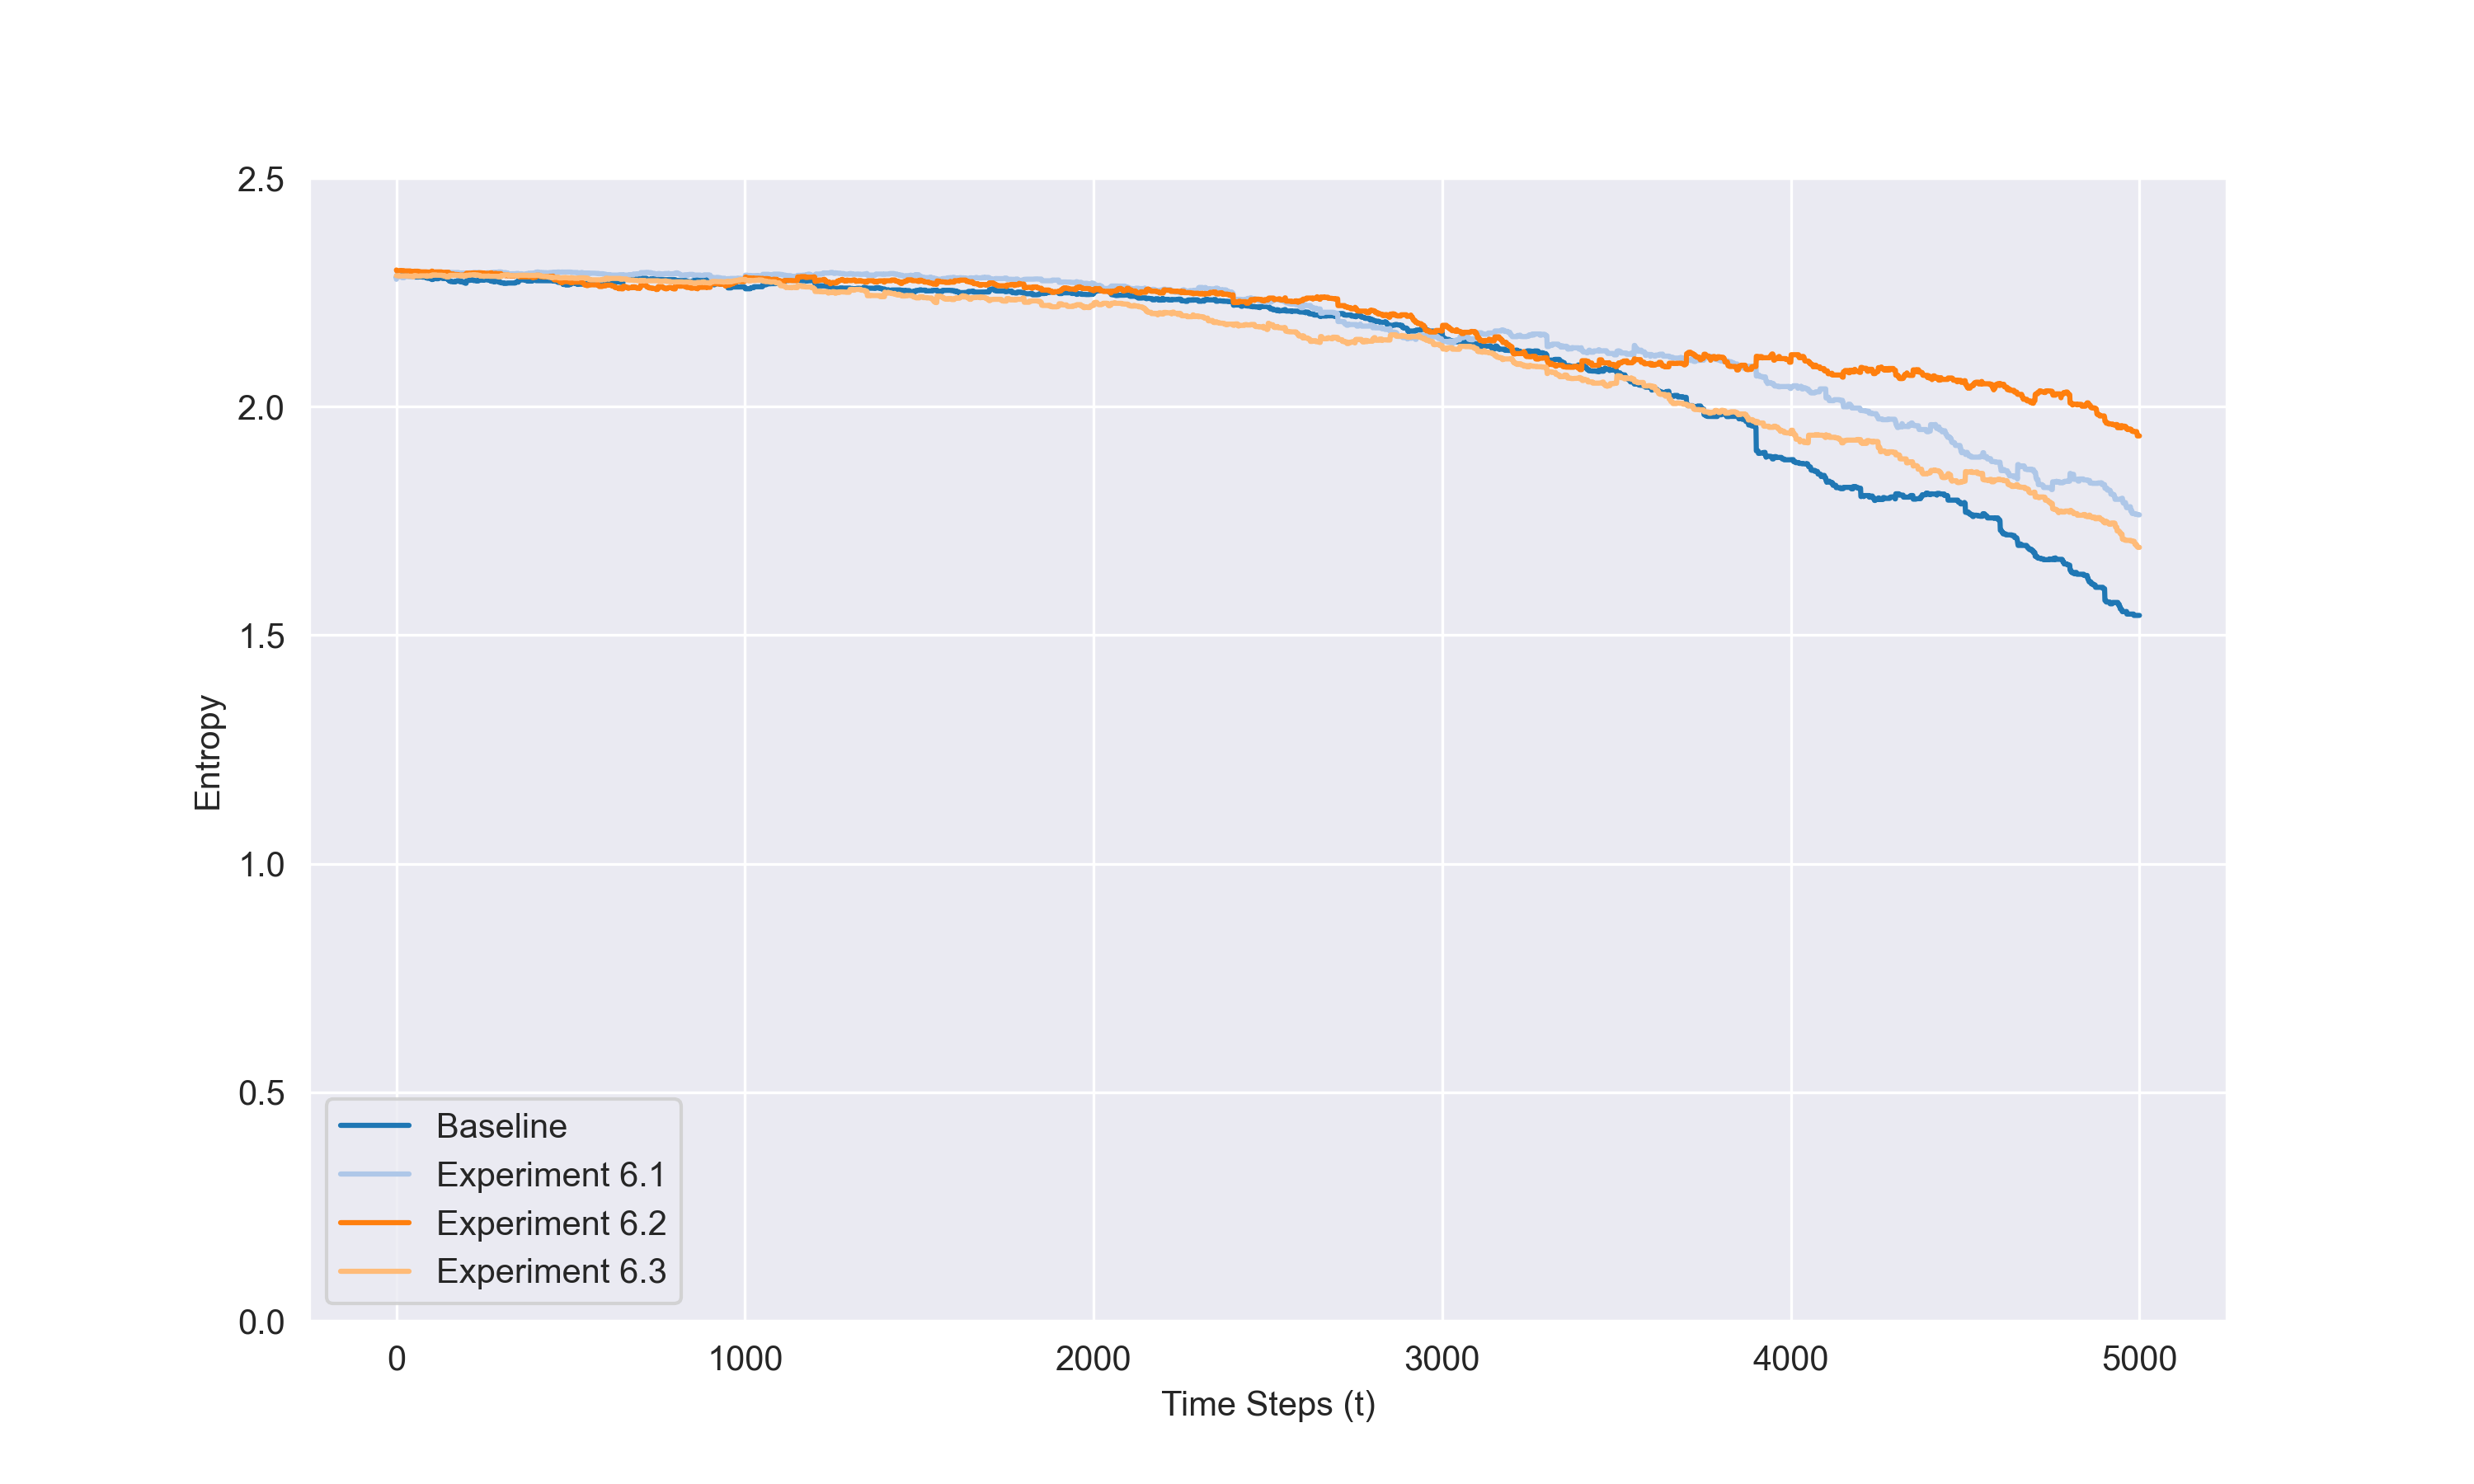 2.5
2.0
1.5
1.0
0.5
0.0
Entropy
Baseline
Experiment 6.1
Experiment 6.2
Experiment 6.3
0 1000 2000 3000 4000 5000
Time Steps (t)